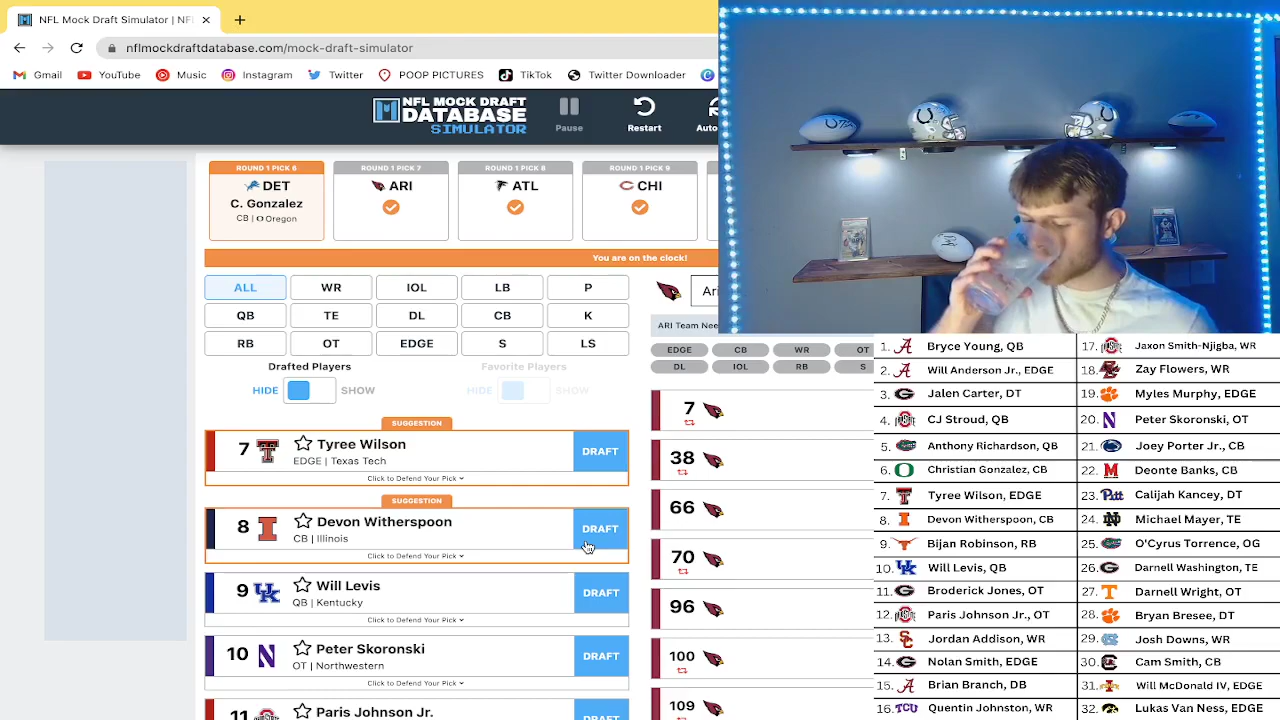 NFL Mock Draft Simulator | NFL
nflmockdraftdatabase.com/mock-draft-simulator
Gmail YouTube Music Instagram Twitter POOP PICTURES TikTok Twitter Downloader
NFL MOCK DRAFT
DATABASE
SIMULATOR
Pause Restart Auto
ROUND 1 PICK 6 ROUND 1 PICK 7 ROUND 1 PICK 8 ROUND 1 PICK 9
DET ARI ATL CHI
C. Gonzalez
CB | Oregon
You are on the clock!
ALL WR IOL LB P
QB TE DL CB K
RB OT EDGE S LS
Drafted Players Favorite Players
HIDE SHOW HIDE SHOW
SUGGESTION
7 Tyree Wilson DRAFT
EDGE | Texas Tech
Click to Defend Your Pick
SUGGESTION
8 Devon Witherspoon DRAFT
CB | Illinois
Click to Defend Your Pick
9 Will Levis DRAFT
QB | Kentucky
Click to Defend Your Pick
10 Peter Skoronski DRAFT
OT | Northwestern
Click to Defend Your Pick
11 Paris Johnson Jr. DRAFT
Ari
ARI Team Nee
EDGE CB WR OT
DL IOL RB S
7
38
66
70
96
100
109
1. Bryce Young, QB
2. Will Anderson Jr., EDGE
3. Jalen Carter, DT
4. CJ Stroud, QB
5. Anthony Richardson, QB
6. Christian Gonzalez, CB
7. Tyree Wilson, EDGE
8. Devon Witherspoon, CB
9. Bijan Robinson, RB
10. Will Levis, QB
11. Broderick Jones, OT
12. Paris Johnson Jr., OT
13. Jordan Addison, WR
14. Nolan Smith, EDGE
15. Brian Branch, DB
16. TCU Quentin Johnston, WR
17. Jaxon Smith-Njigba, WR
18. Zay Flowers, WR
19. Myles Murphy, EDGE
20. Peter Skoronski, OT
21. Joey Porter Jr., CB
22. Deonte Banks, CB
23. Pitt Calijah Kancey, DT
24. Michael Mayer, TE
25. O'Cyrus Torrence, OG
26. Darnell Washington, TE
27. Darnell Wright, OT
28. Bryan Bresee, DT
29. Josh Downs, WR
30. Cam Smith, CB
31. Will McDonald IV, EDGE
32. Lukas Van Ness, EDGE